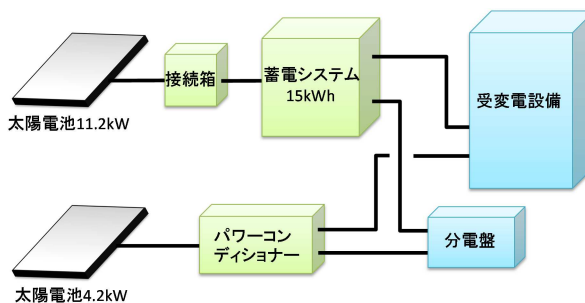 接続箱
蓄電システム
15kWh
受変電設備
太陽電池11.2kW
パワーコン
ディショナー
分電盤
太陽電池4.2kW